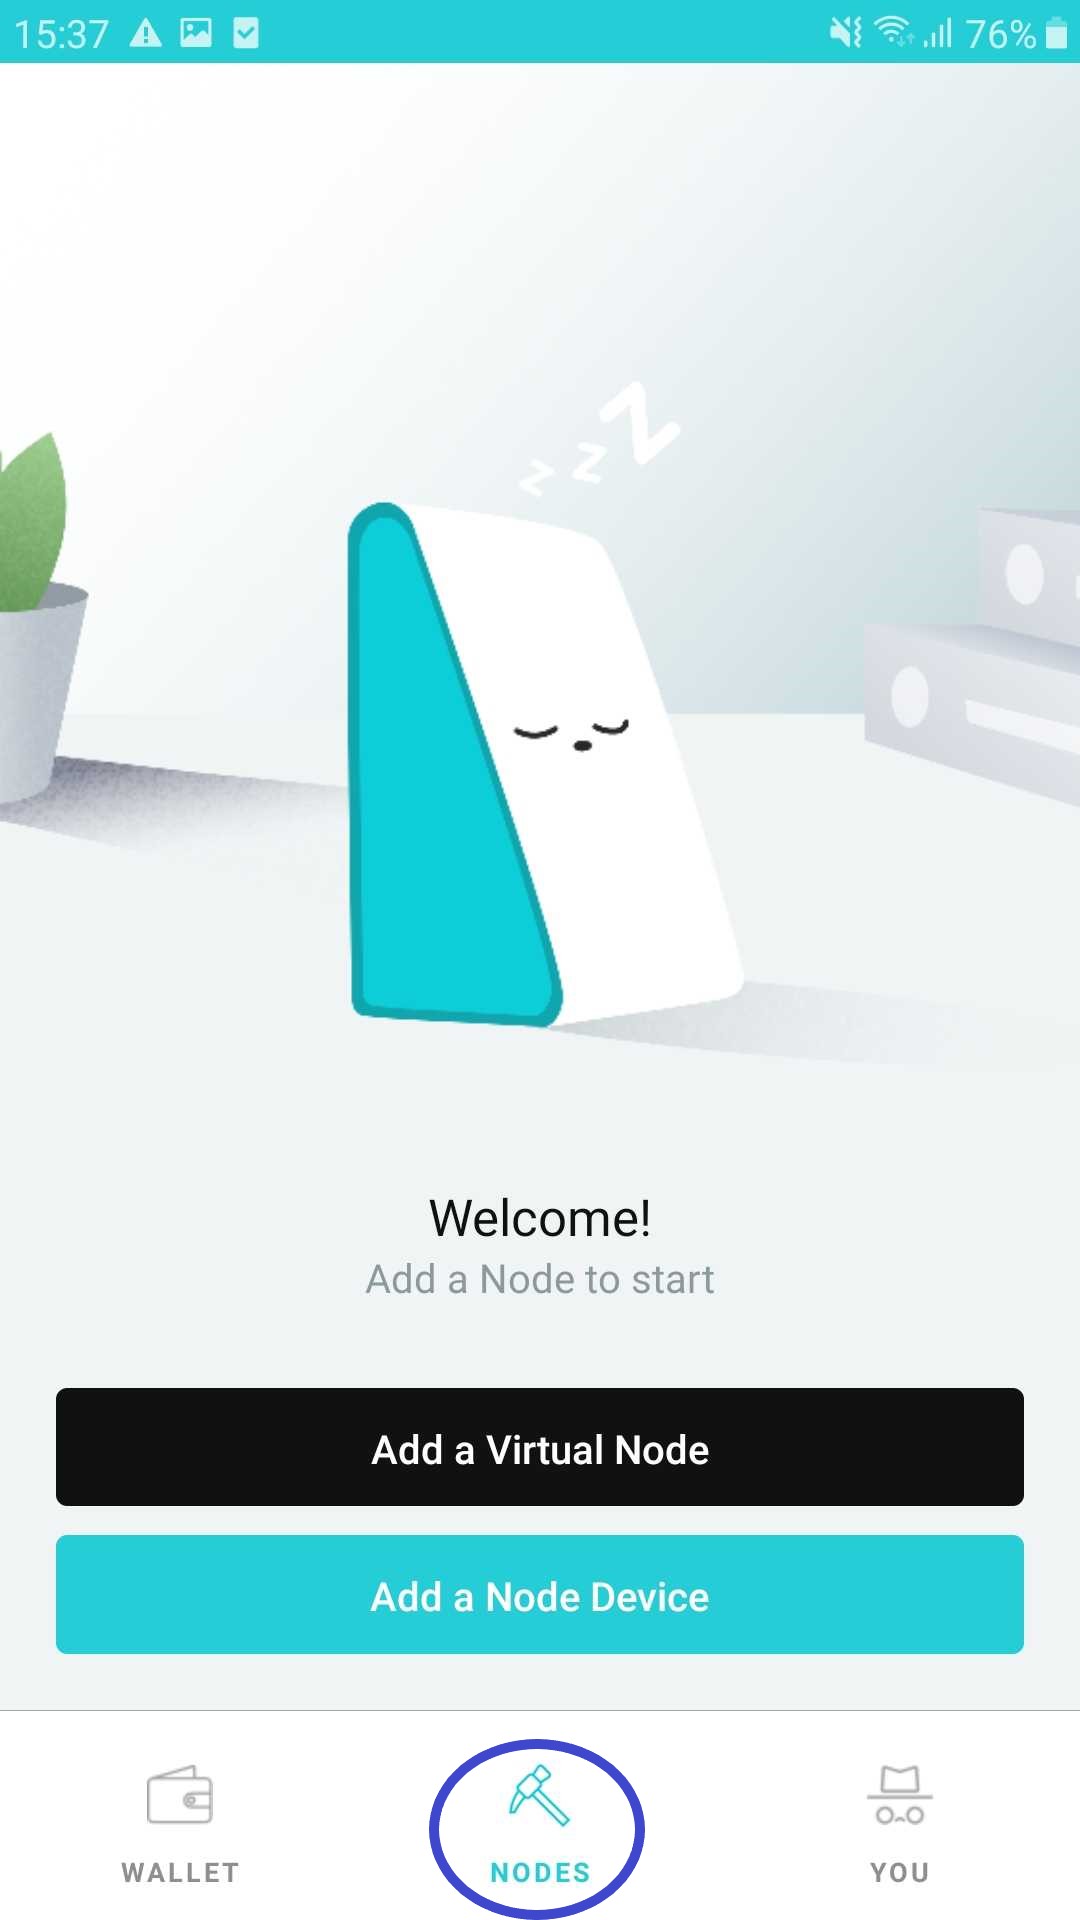 15:37 76%
z z Z
Welcome!
Add a Node to start
Add a Virtual Node
Add a Node Device
WALLET NODES YOU